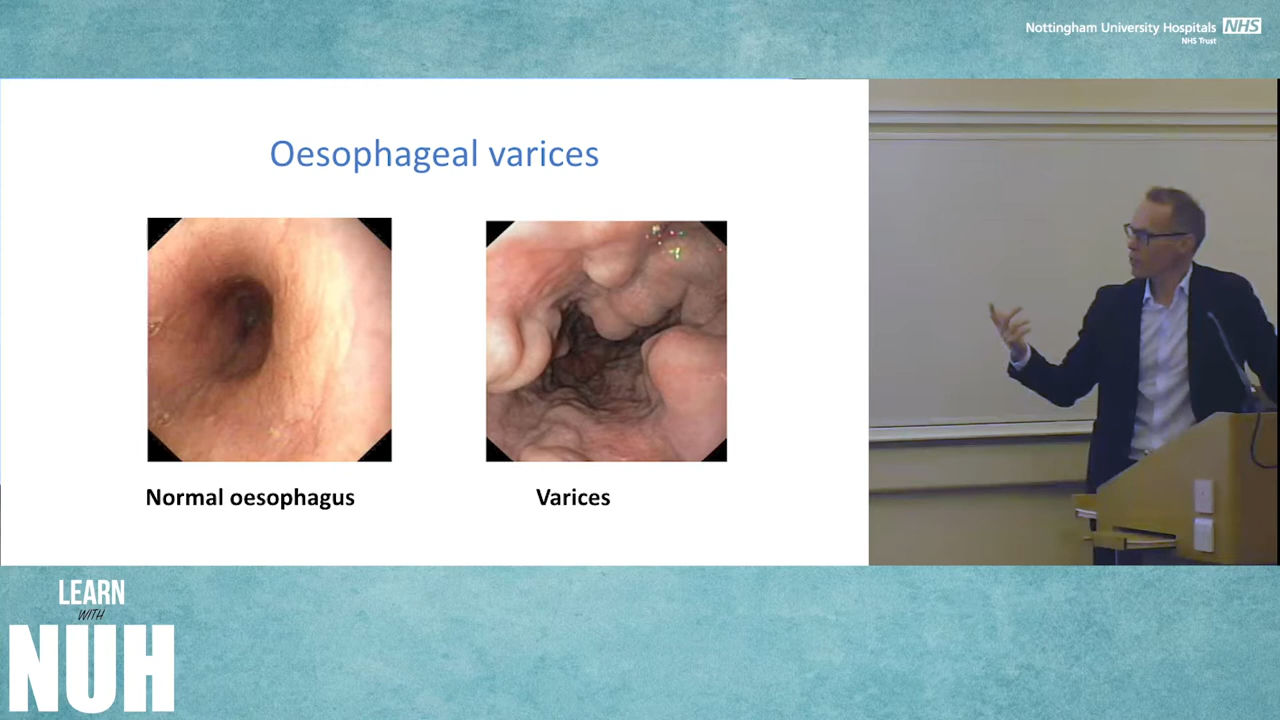 Nottingham University Hospitals NHS
NHS Trust
Oesophageal varices
Normal oesophagus
Varices
LEARN
WITH
NUH